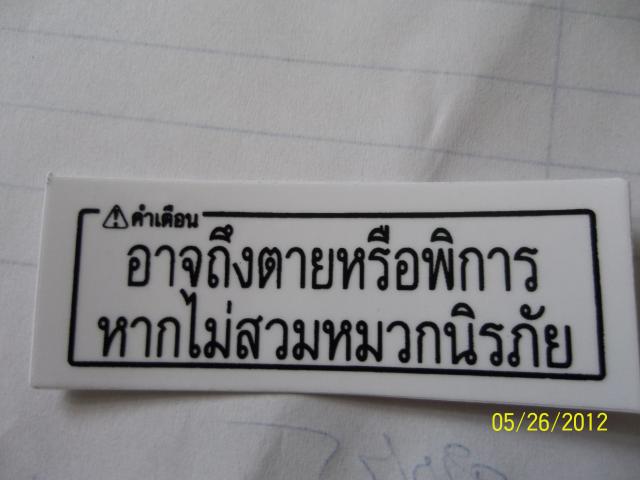 คำเตือน
อาจถึงตายหรือพิการ
หากไม่สวมหมวกนิรภัย
05/26/2012